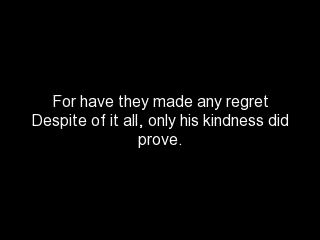 For have they made any regret
Despite of it all, only his kindness did
prove.